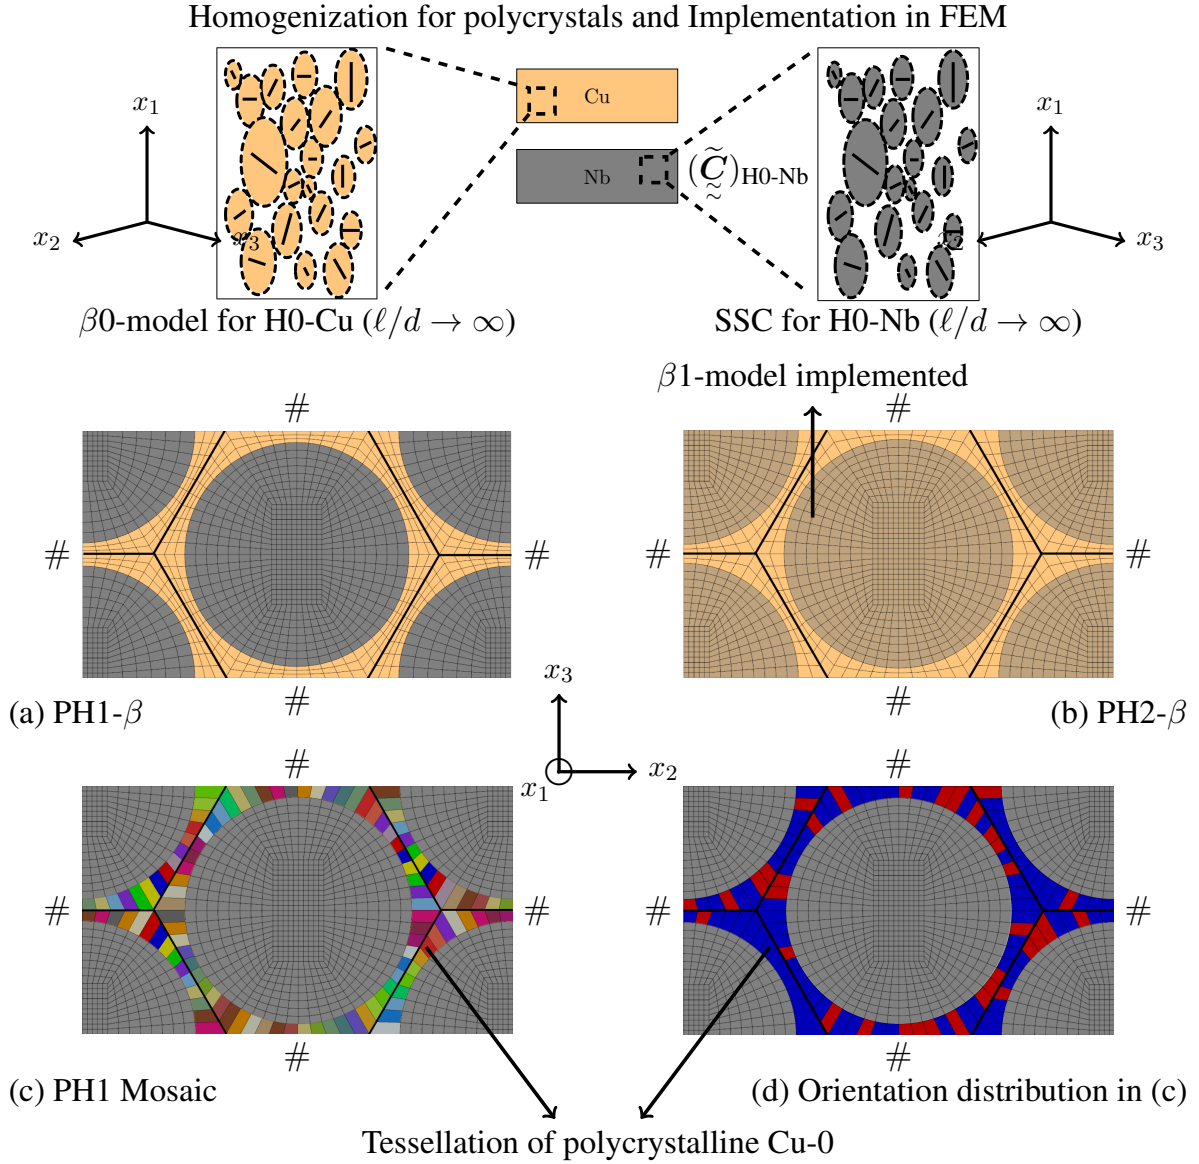 Homogenization for polycrystals and Implementation in FEM
x₁
x₂
x₃
Cu
Nb
(C̃)H0-Nb
x₁
x₂
x₃
β0-model for H0-Cu (ℓ/d → ∞)
SSC for H0-Nb (ℓ/d → ∞)
β1-model implemented
#
#
#
#
#
#
#
#
(a) PH1-β
(b) PH2-β
x₃
x₂
x₁
#
#
#
#
#
#
#
#
(c) PH1 Mosaic
(d) Orientation distribution in (c)
Tessellation of polycrystalline Cu-0